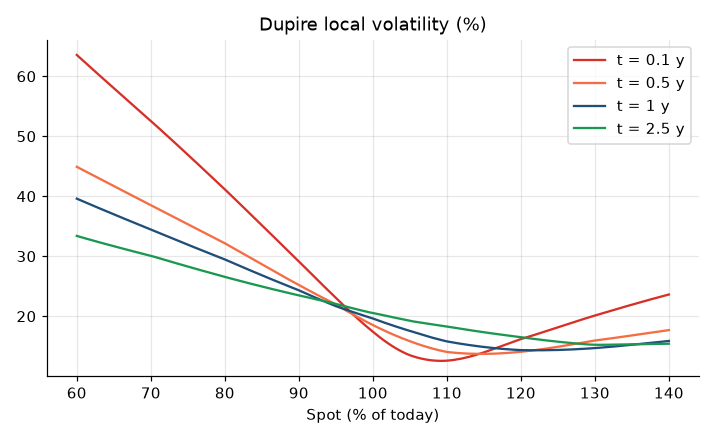 Dupire local volatility (%)
t = 0.1 y
t = 0.5 y
t = 1 y
t = 2.5 y
60
50
40
30
20
60 70 80 90 100 110 120 130 140
Spot (% of today)